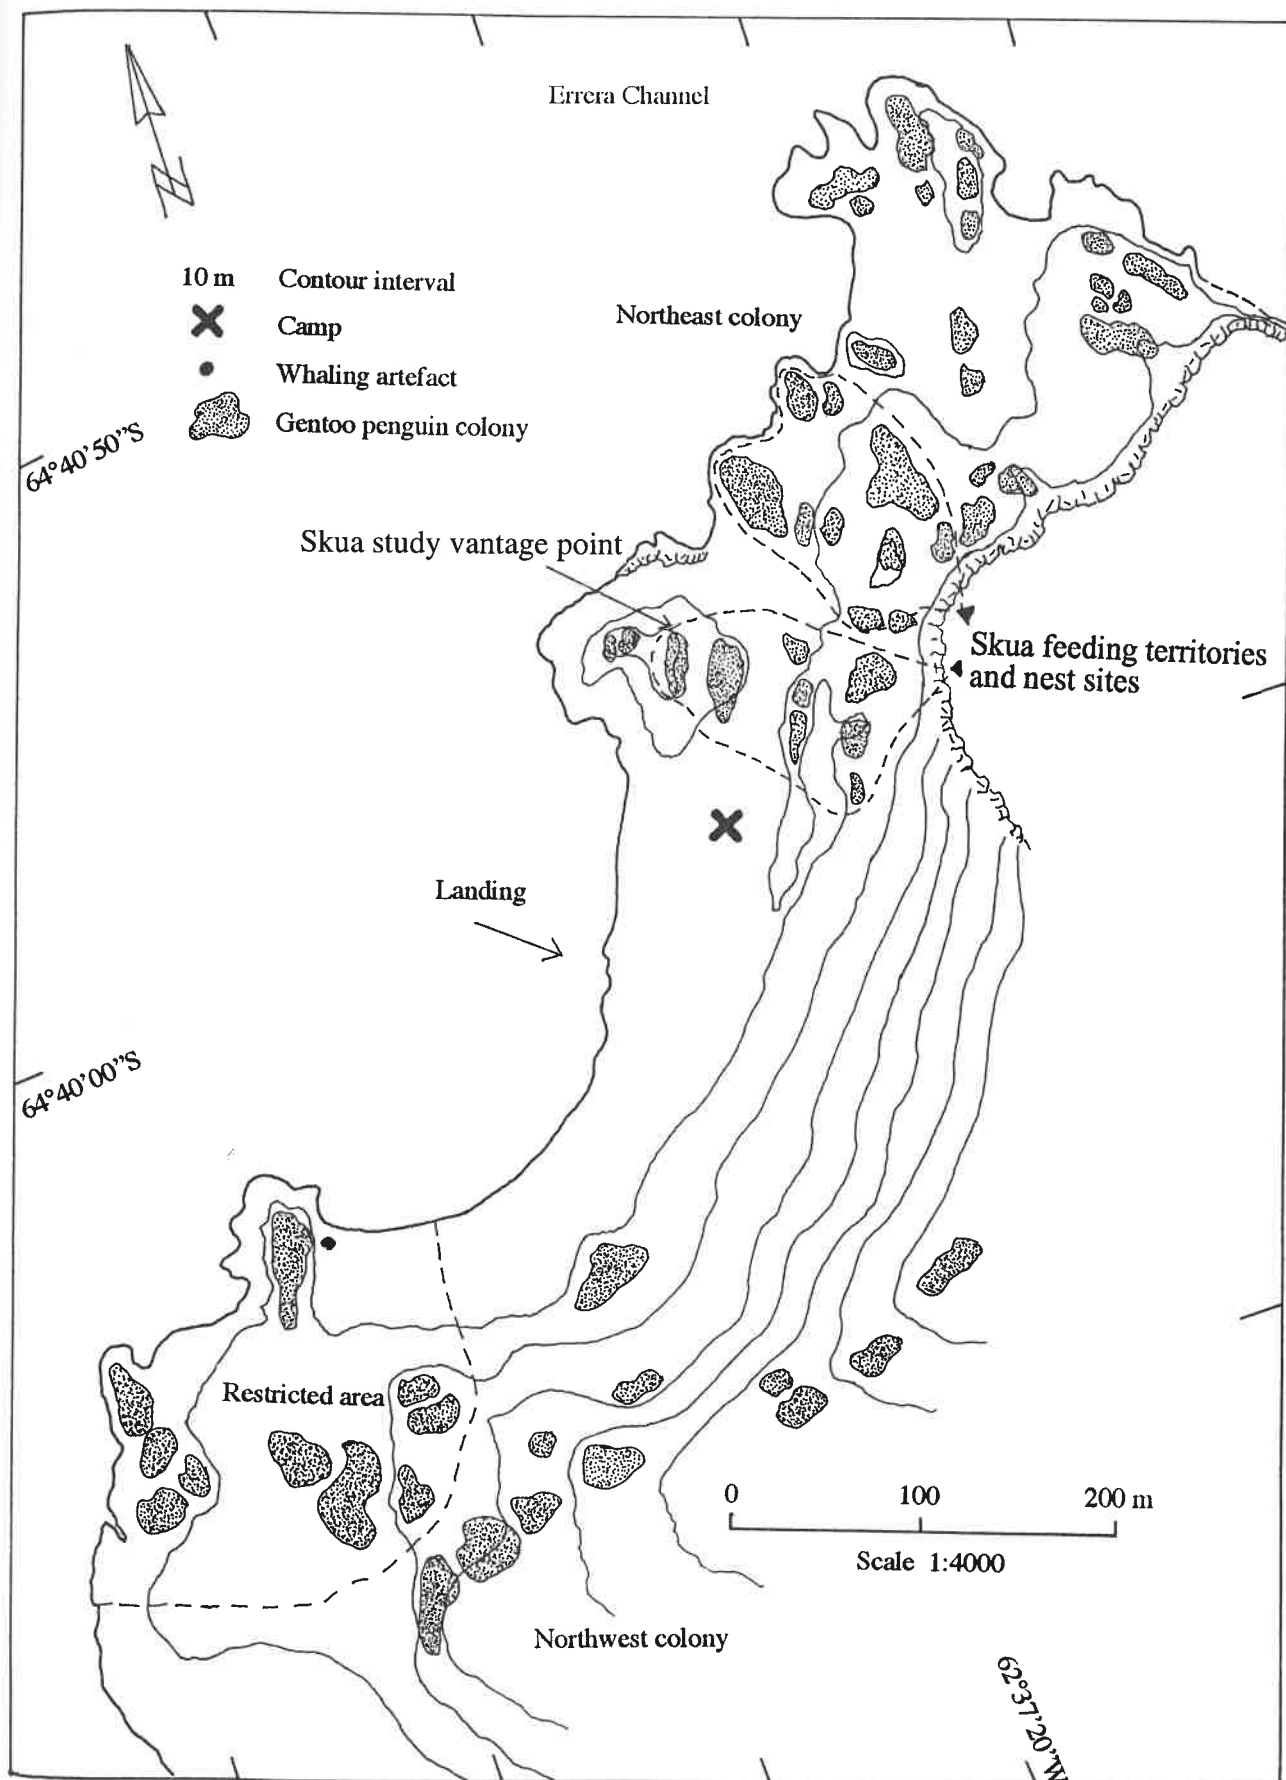 Errera Channel
N
10 m Contour interval
Camp
Whaling artefact
Gentoo penguin colony
Northeast colony
64°40'50"S
Skua study vantage point
Skua feeding territories
and nest sites
Landing
64°40'00"S
Restricted area
0 100 200 m
Scale 1:4000
Northwest colony
62°37'20"W